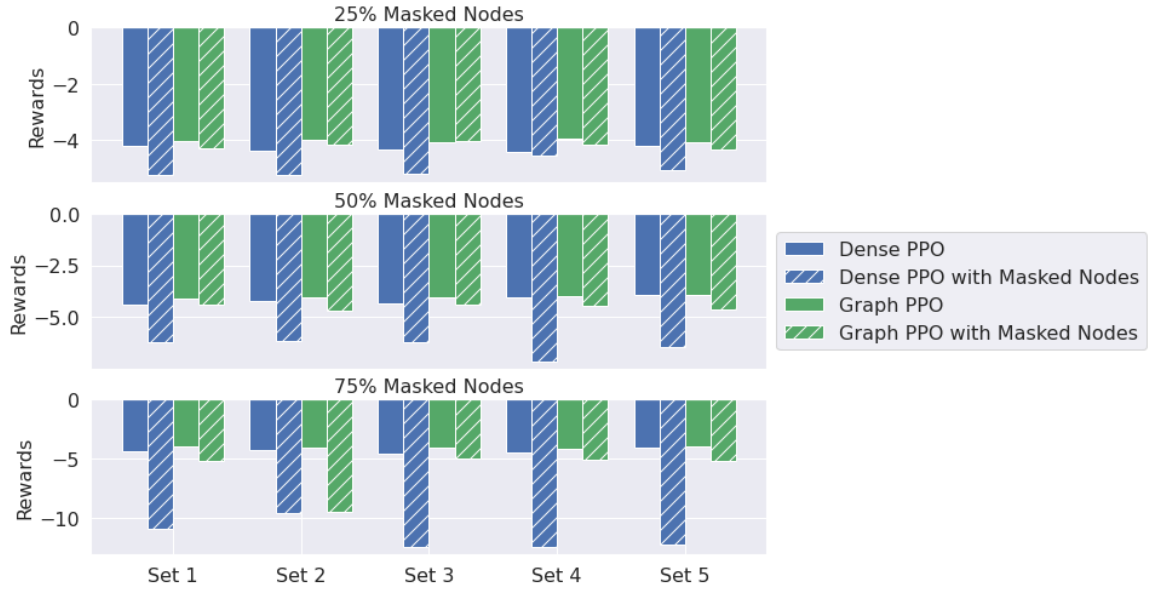 25% Masked Nodes
0
−2
−4
Rewards
50% Masked Nodes
0.0
−2.5
−5.0
Rewards
Dense PPO
Dense PPO with Masked Nodes
Graph PPO
Graph PPO with Masked Nodes
75% Masked Nodes
0
−5
−10
Rewards
Set 1 Set 2 Set 3 Set 4 Set 5